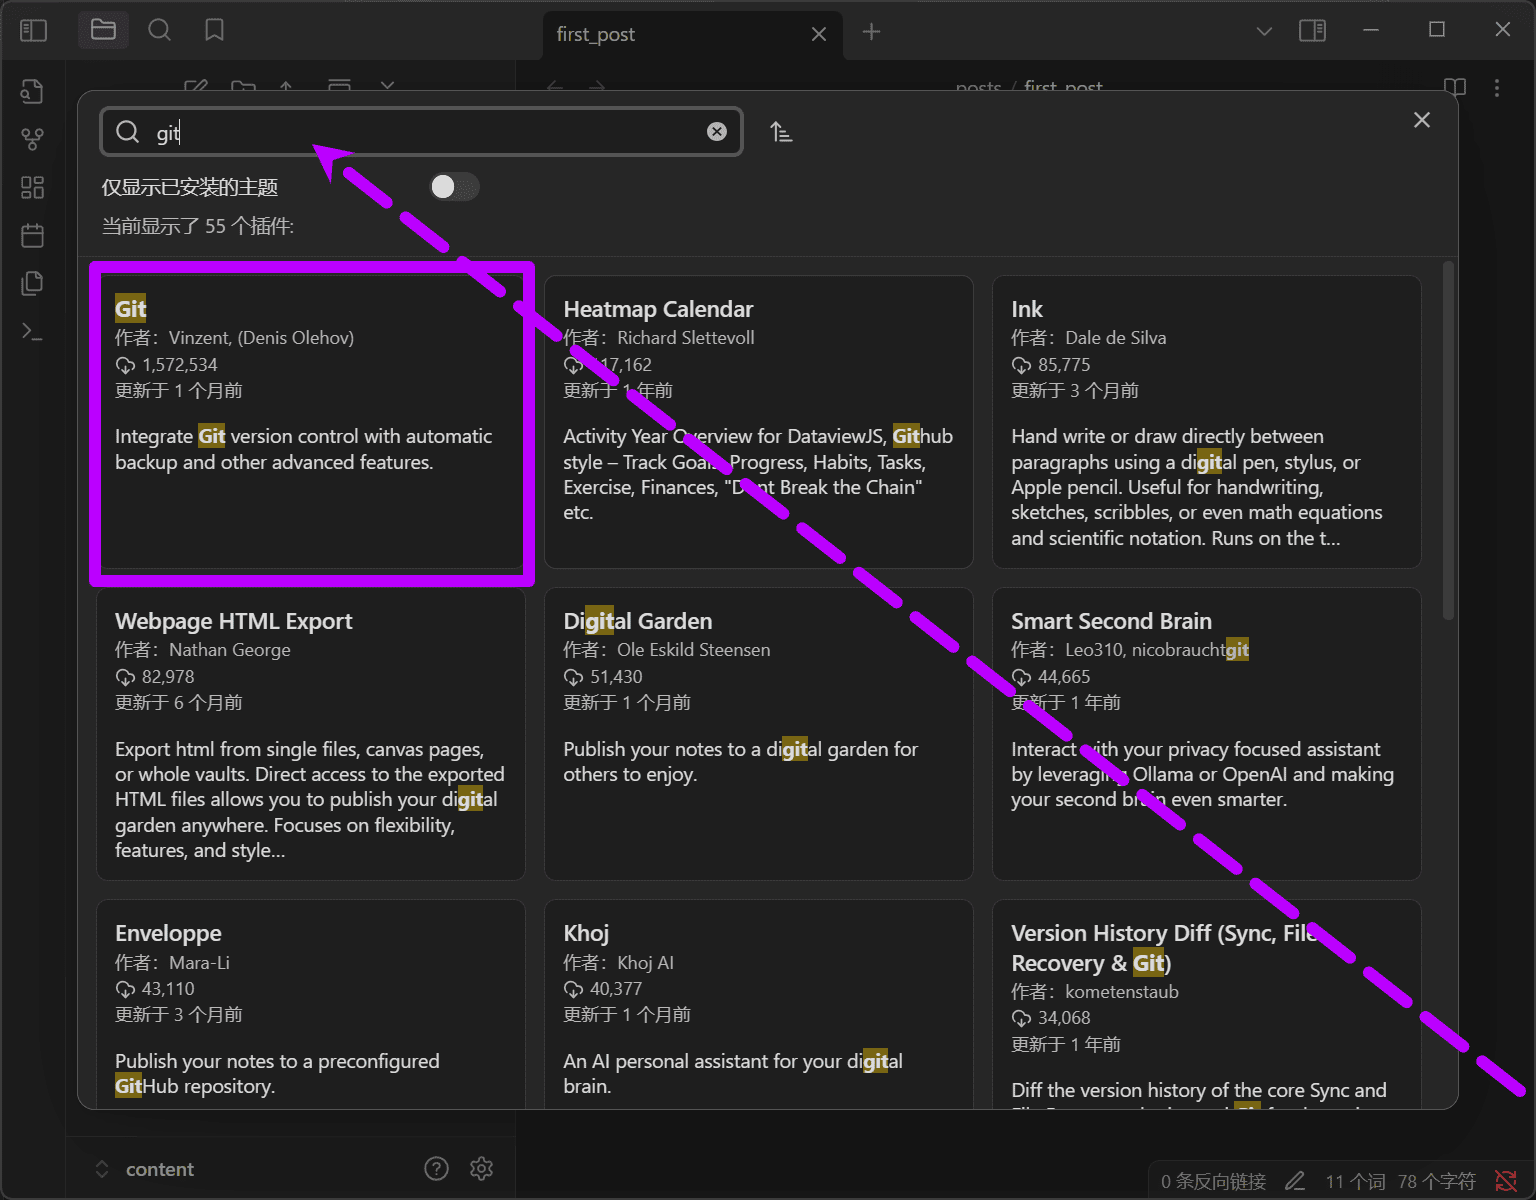 first_post
posts / first_post
git
仅显示已安装的主题
当前显示了 55 个插件:
Git
作者：Vinzent, (Denis Olehov)
1,572,534
更新于 1 个月前
Integrate Git version control with automatic
backup and other advanced features.
Heatmap Calendar
作者：Richard Slettevoll
17,162
更新于 1 年前
Activity Year Overview for DataviewJS, Github
style – Track Goals, Progress, Habits, Tasks,
Exercise, Finances, "Dont Break the Chain"
etc.
Ink
作者：Dale de Silva
85,775
更新于 3 个月前
Hand write or draw directly between
paragraphs using a digital pen, stylus, or
Apple pencil. Useful for handwriting,
sketches, scribbles, or even math equations
and scientific notation. Runs on the t...
Webpage HTML Export
作者：Nathan George
82,978
更新于 6 个月前
Export html from single files, canvas pages,
or whole vaults. Direct access to the exported
HTML files allows you to publish your digital
garden anywhere. Focuses on flexibility,
features, and style...
Digital Garden
作者：Ole Eskild Steensen
51,430
更新于 1 个月前
Publish your notes to a digital garden for
others to enjoy.
Smart Second Brain
作者：Leo310, nicobrauchtgit
44,665
更新于 1 年前
Interact with your privacy focused assistant
by leveraging Ollama or OpenAI and making
your second brain even smarter.
Enveloppe
作者：Mara-Li
43,110
更新于 3 个月前
Publish your notes to a preconfigured
GitHub repository.
Khoj
作者：Khoj AI
40,377
更新于 1 个月前
An AI personal assistant for your digital
brain.
Version History Diff (Sync, File
Recovery & Git)
作者：kometenstaub
34,068
更新于 1 年前
Diff the version history of the core Sync and
content
0 条反向链接
11 个词
78 个字符